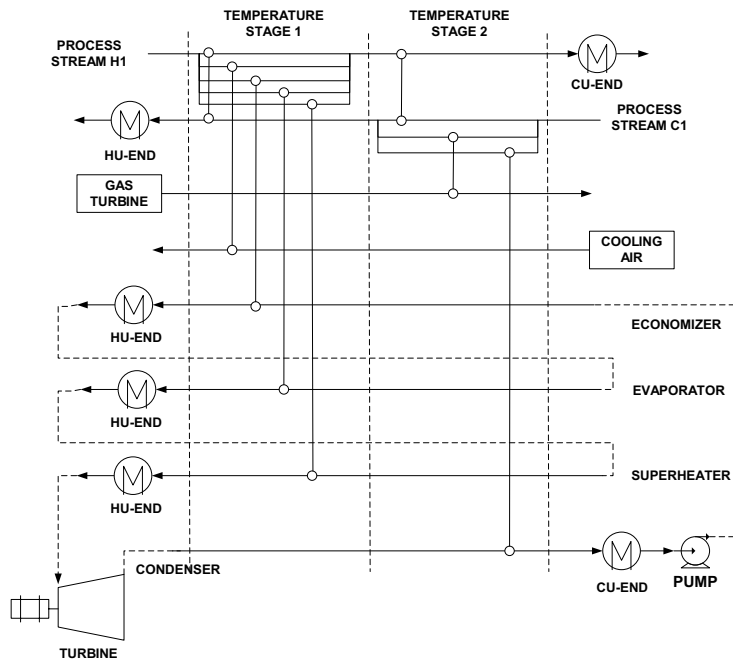 TEMPERATURE
STAGE 1
TEMPERATURE
STAGE 2
PROCESS
STREAM H1
CU-END
PROCESS
STREAM C1
HU-END
GAS
TURBINE
COOLING
AIR
HU-END
ECONOMIZER
EVAPORATOR
HU-END
SUPERHEATER
HU-END
CONDENSER
CU-END
PUMP
TURBINE